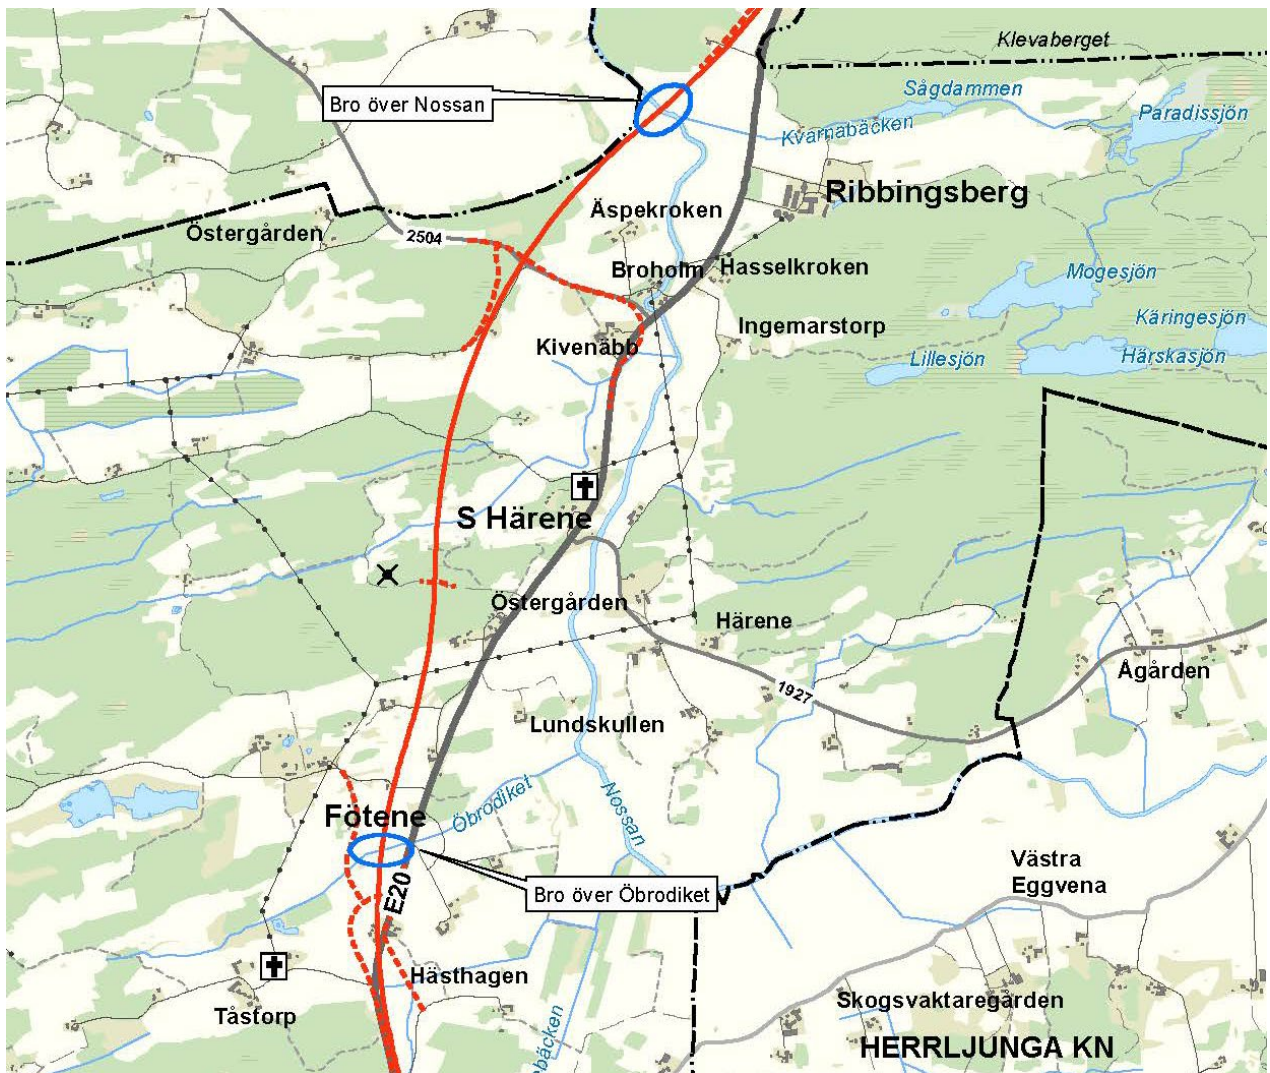 Klevaberget
Bro över Nossan
Sågdammen
Paradissjön
Kvarnabäcken
Ribbingsberg
Äspekroken
Östergården
2504
Broholm
Hasselkroken
Mogesjön
Ingemarstorp
Käringesjön
Kivenäbb
Lillesjön
Härskasjön
S Härene
Östergården
Härene
Ågården
1927
Lundskullen
Öbrodiket
Nossan
Fötene
Västra
Eggvena
E20
Bro över Öbrodiket
Hästhagen
Skogsvaktaregården
Tåstorp
ebäcken
HERRLJUNGA KN